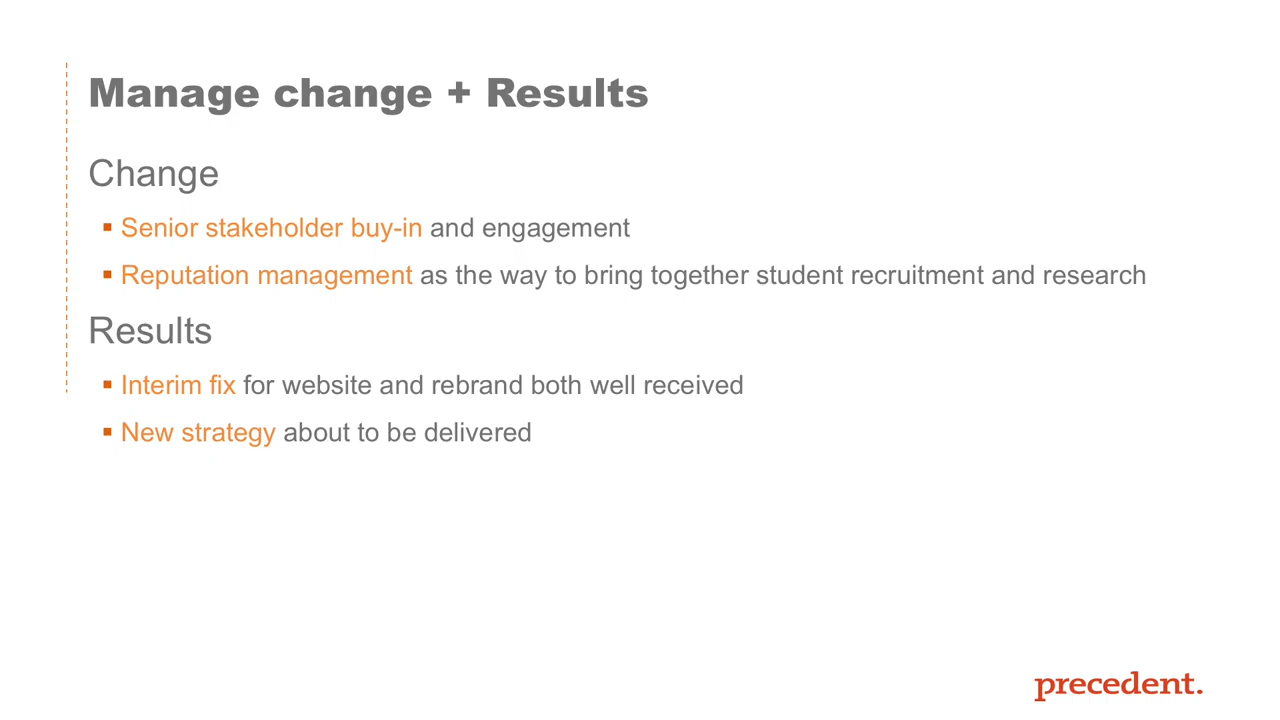 Manage change + Results
Change
▪ Senior stakeholder buy-in and engagement
▪ Reputation management as the way to bring together student recruitment and research
Results
▪ Interim fix for website and rebrand both well received
▪ New strategy about to be delivered
precedent.